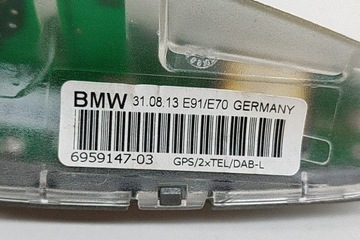 BMW 31.08.13 E91/E70 GERMANY
6959147-03 GPS/2xTEL/DAB-L